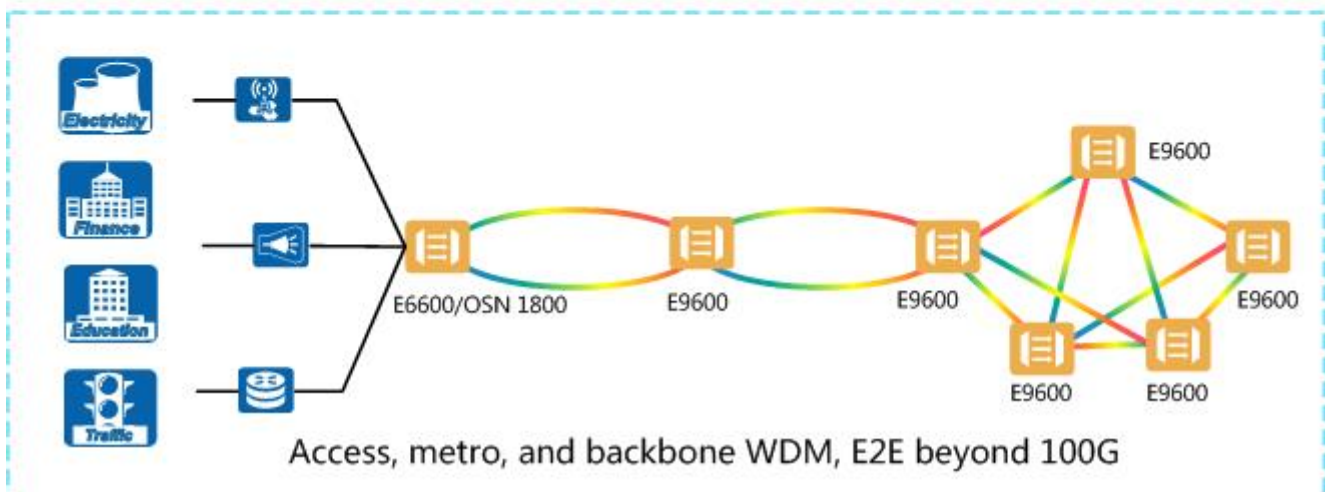 Electricity
Finance
Education
Traffic
E6600/OSN 1800
E9600
E9600
E9600
E9600
E9600
E9600
Access, metro, and backbone WDM, E2E beyond 100G